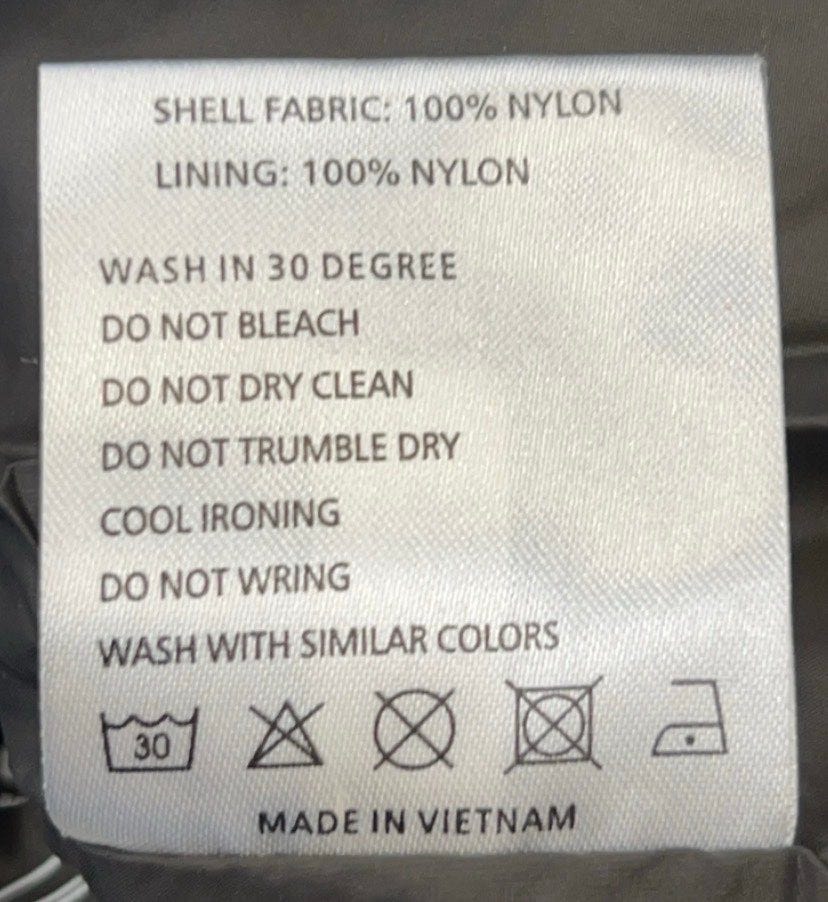 SHELL FABRIC: 100% NYLON
LINING: 100% NYLON
WASH IN 30 DEGREE
DO NOT BLEACH
DO NOT DRY CLEAN
DO NOT TRUMBLE DRY
COOL IRONING
DO NOT WRING
WASH WITH SIMILAR COLORS
30
MADE IN VIETNAM